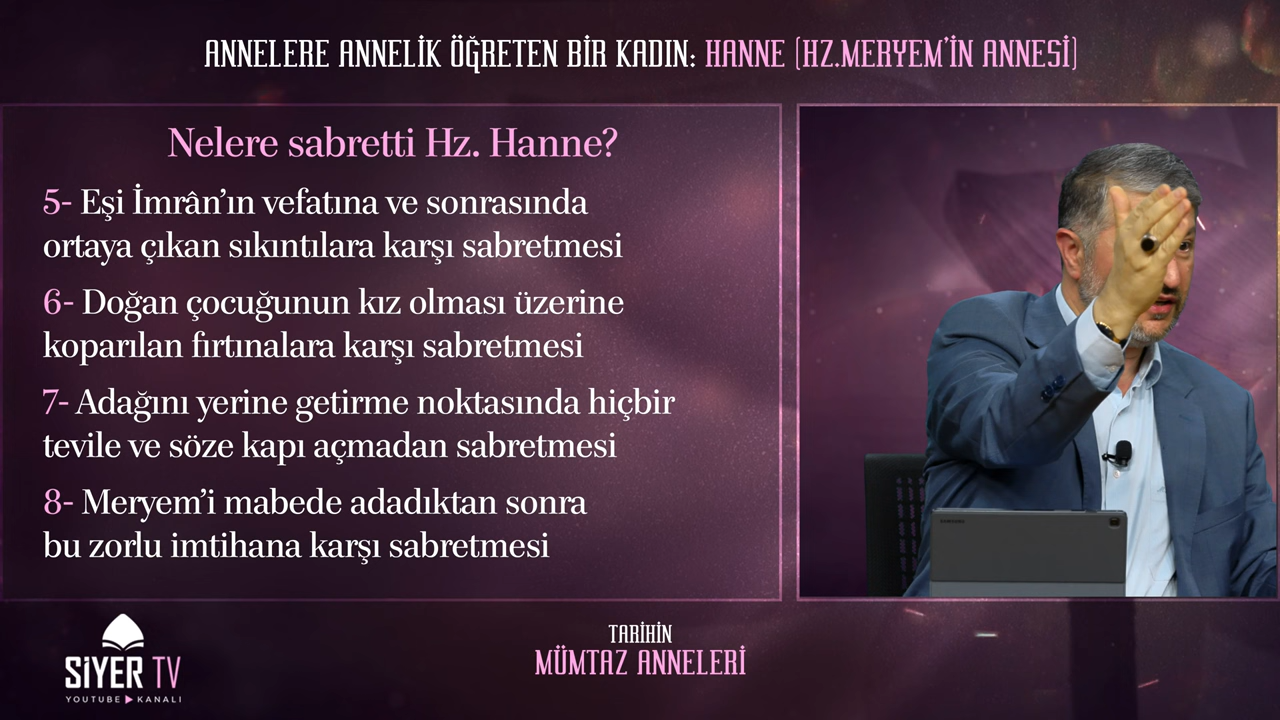 ANNELERE ANNELİK ÖĞRETEN BİR KADIN: HANNE (HZ.MERYEM'İN ANNESİ)
Nelere sabretti Hz. Hanne?
5- Eşi İmrân’ın vefatına ve sonrasında
ortaya çıkan sıkıntılara karşı sabretmesi
6- Doğan çocuğunun kız olması üzerine
koparılan fırtınalara karşı sabretmesi
7- Adağını yerine getirme noktasında hiçbir
tevile ve söze kapı açmadan sabretmesi
8- Meryem’i mabede adadıktan sonra
bu zorlu imtihana karşı sabretmesi
SAMSUNG
SİYER TV
YOUTUBE KANALI
TARİHİN
MÜMTAZ ANNELERİ